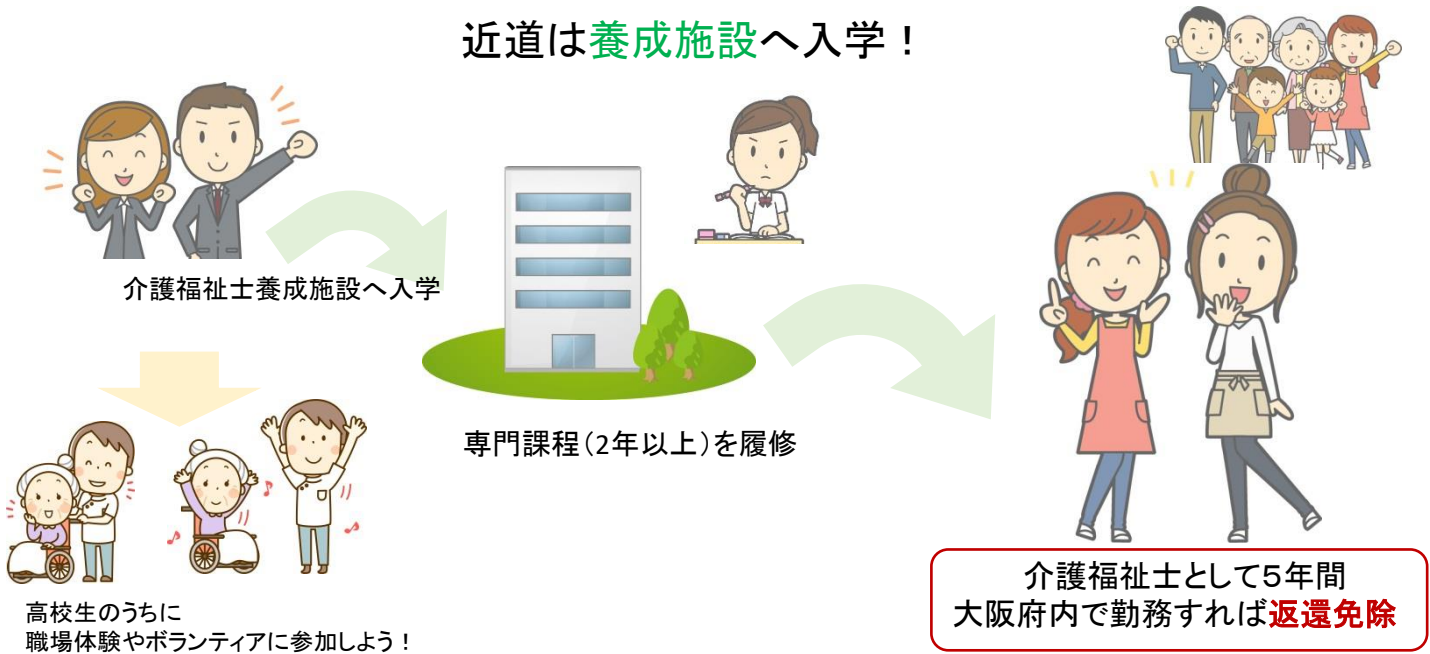 近道は養成施設へ入学！
介護福祉士養成施設へ入学
専門課程（2年以上）を履修
高校生のうちに
職場体験やボランティアに参加しよう！
介護福祉士として５年間
大阪府内で勤務すれば返還免除